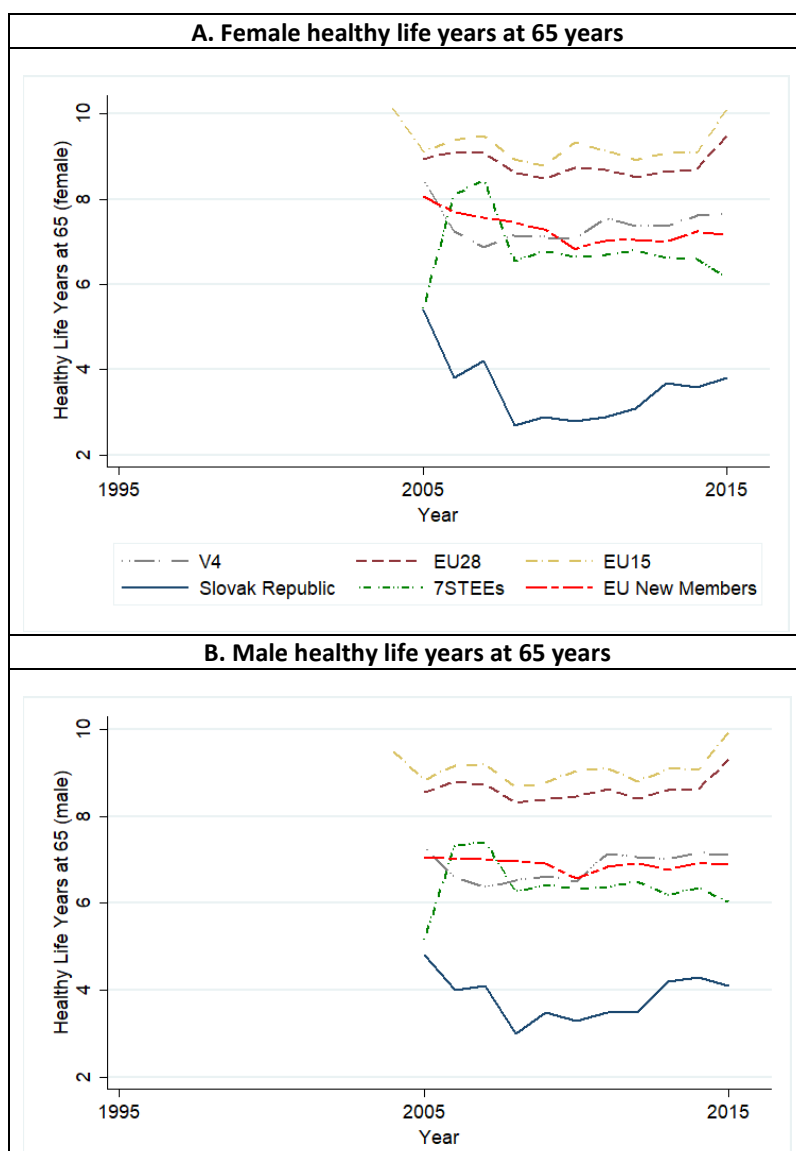 A. Female healthy life years at 65 years
Healthy Life Years at 65 (female)
10
8
6
4
2
1995 2005 2015
Year
V4 EU28 EU15
Slovak Republic 7STEEs EU New Members
B. Male healthy life years at 65 years
Healthy Life Years at 65 (male)
10
8
6
4
2
1995 2005 2015
Year